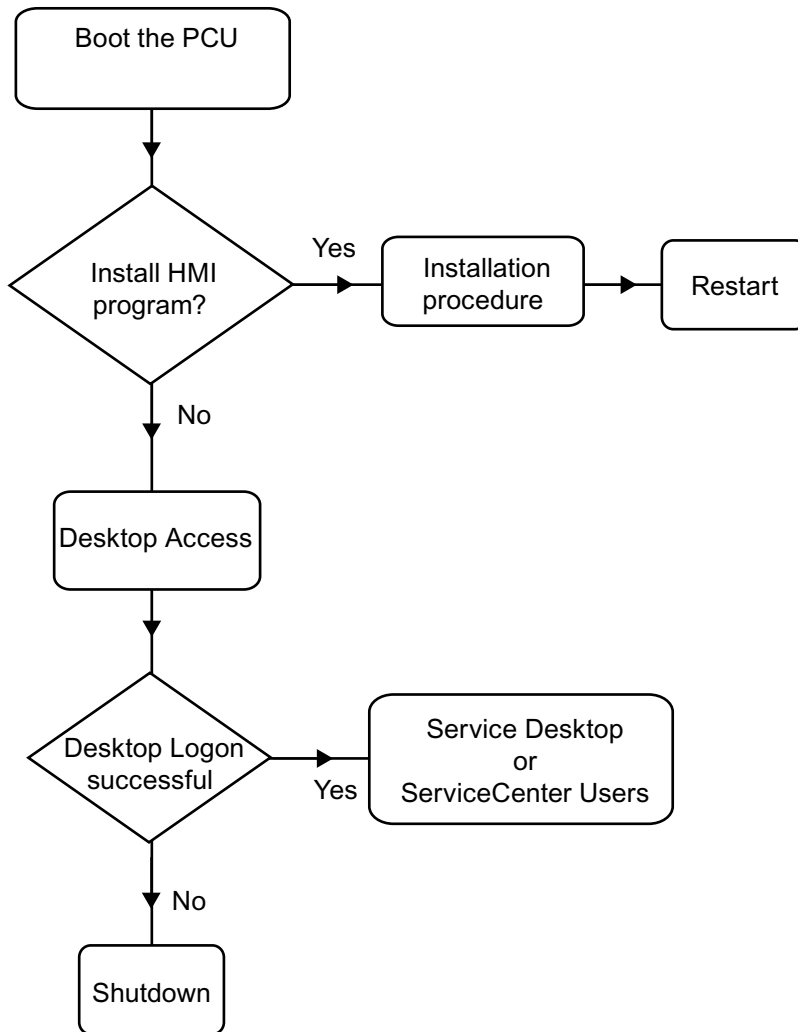 Boot the PCU
Install HMI
program?
Yes
Installation
procedure
Restart
No
Desktop Access
Desktop Logon
successful
Yes
Service Desktop
or
ServiceCenter Users
No
Shutdown